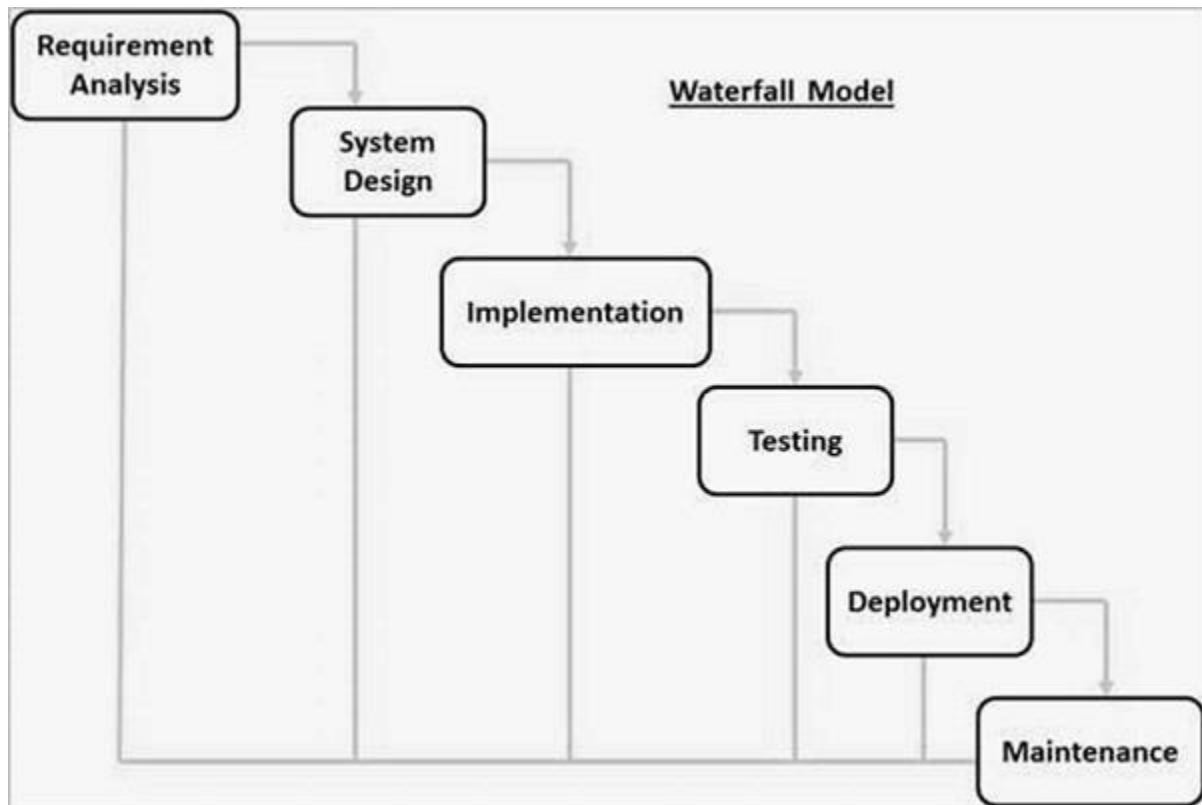 Requirement
Analysis
Waterfall Model
System
Design
Implementation
Testing
Deployment
Maintenance